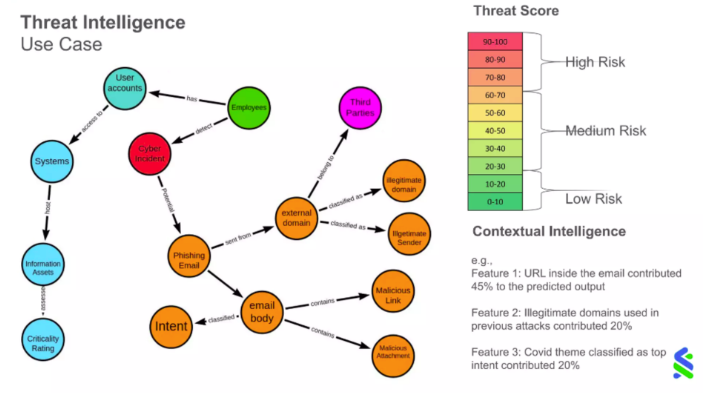 Threat Intelligence
Use Case
User
accounts
has
Employees
access to
detect
Systems
Cyber
Incident
Third
Parties
belong to
host
Potential
illegitimate
domain
classified as
external
domain
classified as
Illgetimate
Sender
sent from
Phishing
Email
Information
Assets
assesses
Criticality
Rating
Intent
classified
email
body
contains
Malicious
Link
contains
Malicious
Attachment
Threat Score
90-100
80-90
70-80
60-70
50-60
40-50
30-40
20-30
10-20
0-10
High Risk
Medium Risk
Low Risk
Contextual Intelligence
e.g.,
Feature 1: URL inside the email contributed
45% to the predicted output
Feature 2: Illegitimate domains used in
previous attacks contributed 20%
Feature 3: Covid theme classified as top
intent contributed 20%